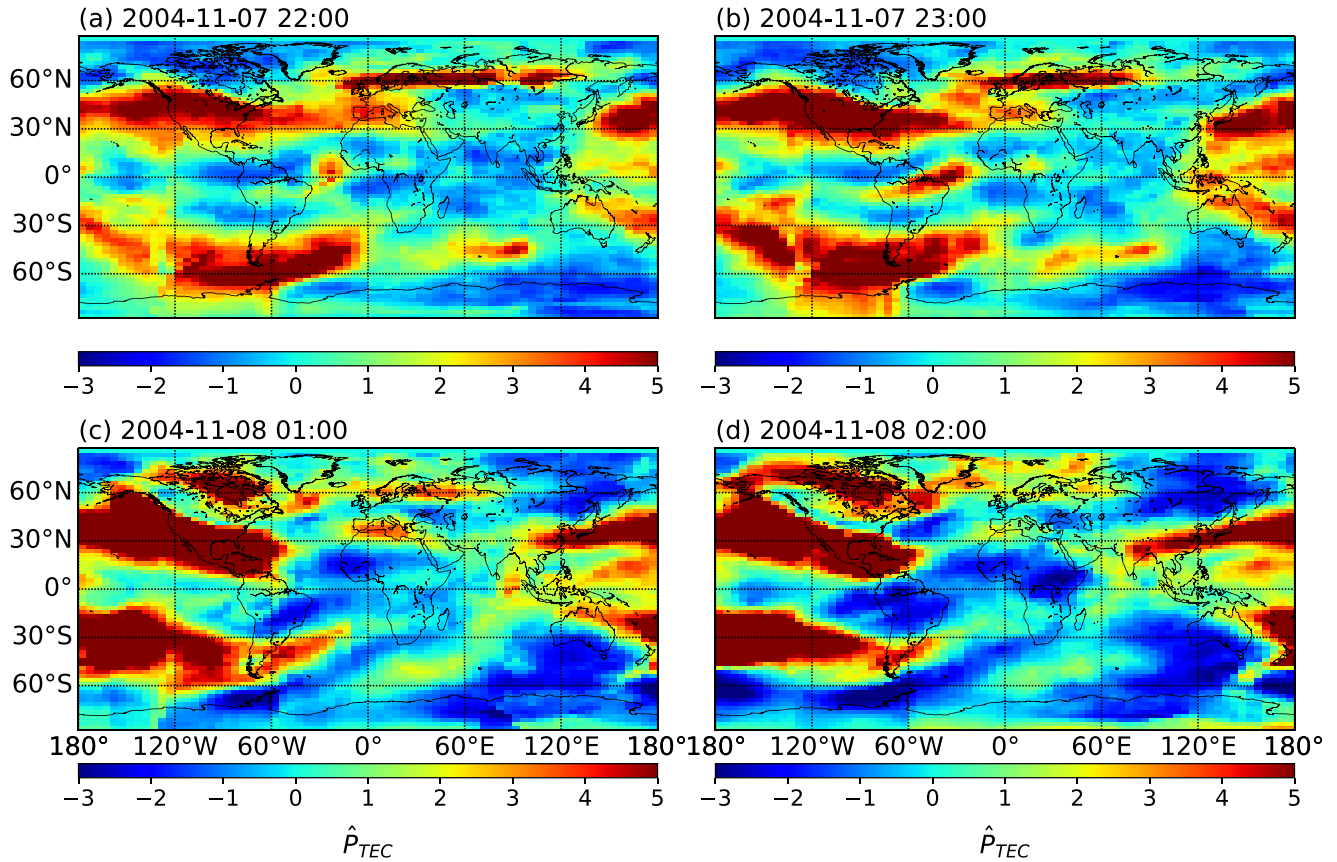 (a) 2004-11-07 22:00
(b) 2004-11-07 23:00
60°N
30°N
0°
30°S
60°S
−3 −2 −1 0 1 2 3 4 5
−3 −2 −1 0 1 2 3 4 5
(c) 2004-11-08 01:00
(d) 2004-11-08 02:00
60°N
30°N
0°
30°S
60°S
180° 120°W 60°W 0° 60°E 120°E 180°
180° 120°W 60°W 0° 60°E 120°E 180°
−3 −2 −1 0 1 2 3 4 5
−3 −2 −1 0 1 2 3 4 5
P̂_TEC
P̂_TEC